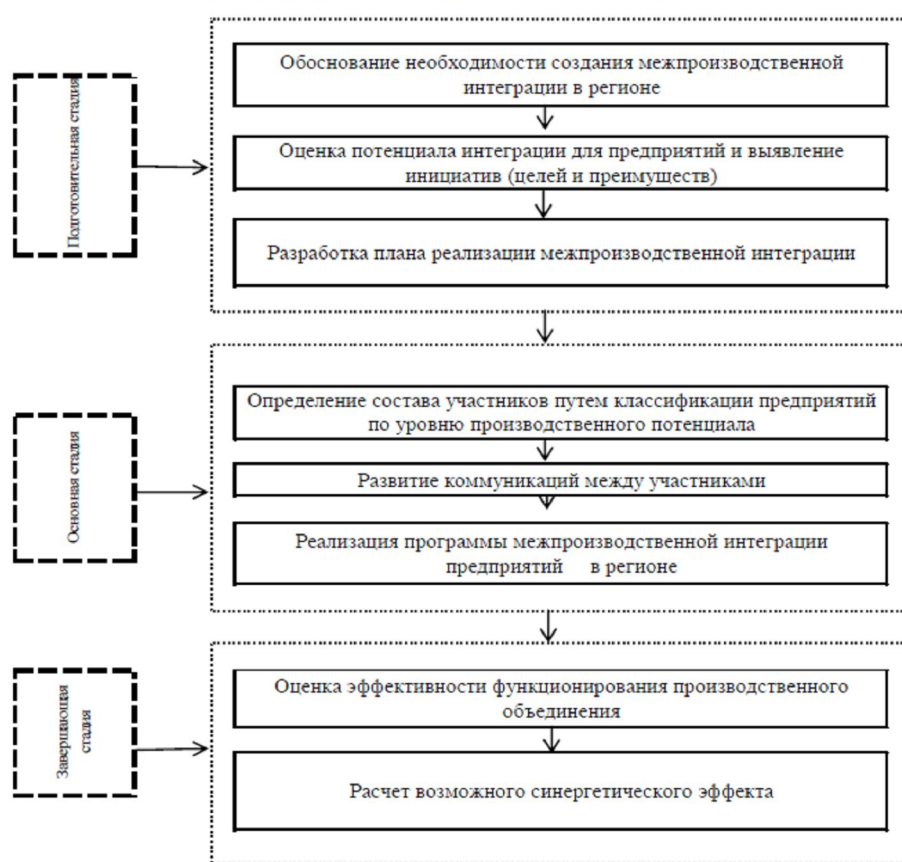 Подготовительная стадия
Обоснование необходимости создания межпроизводственной
интеграции в регионе
Оценка потенциала интеграции для предприятий и выявление
инициатив (целей и преимуществ)
Разработка плана реализации межпроизводственной интеграции
Основная стадия
Определение состава участников путем классификации предприятий
по уровню производственного потенциала
Развитие коммуникаций между участниками
Реализация программы межпроизводственной интеграции
предприятий в регионе
Завершающая
стадия
Оценка эффективности функционирования производственного
объединения
Расчет возможного синергетического эффекта